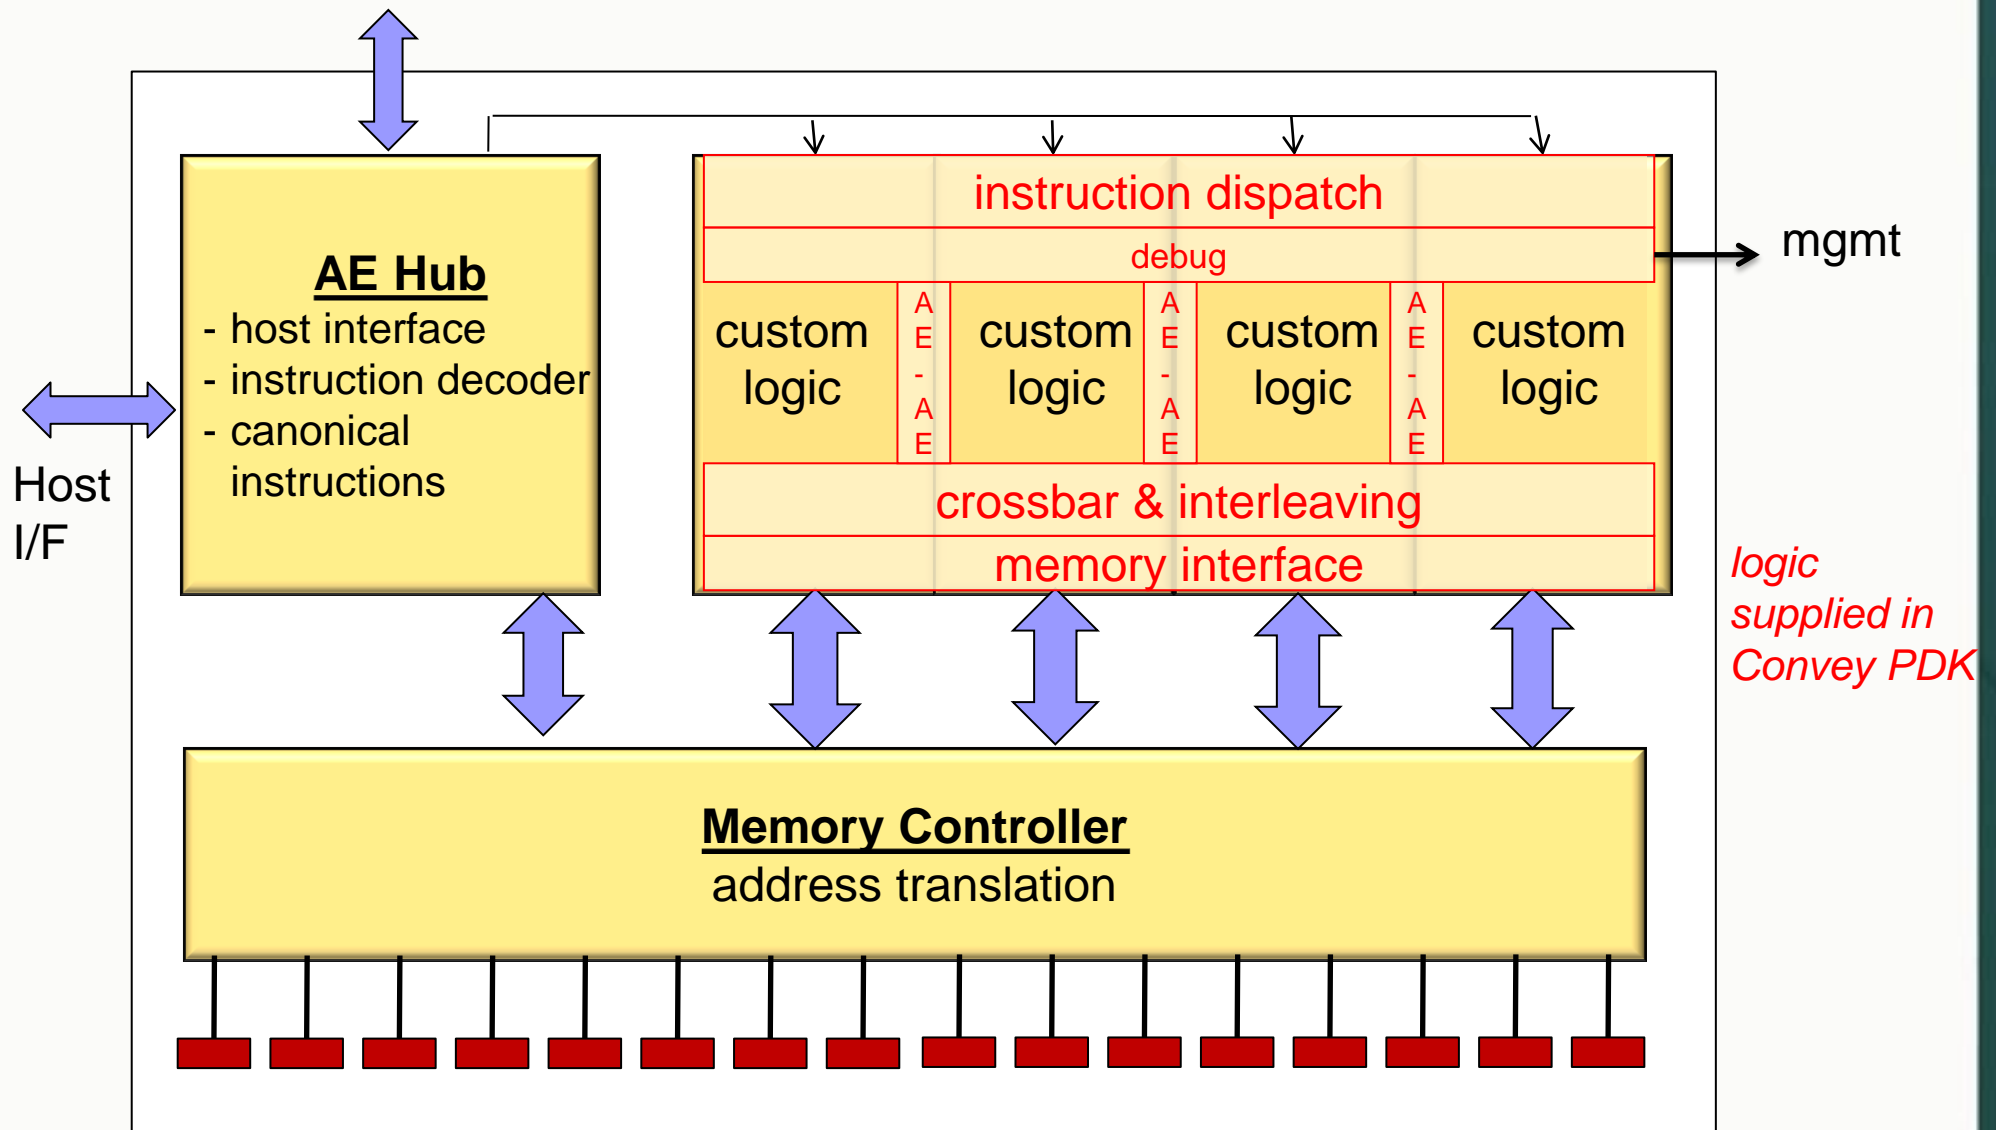 AE Hub
- host interface
- instruction decoder
- canonical
instructions
Host
I/F
instruction dispatch
debug
mgmt
custom
logic
A
E
-
A
E
custom
logic
A
E
-
A
E
custom
logic
A
E
-
A
E
custom
logic
crossbar & interleaving
memory interface
logic
supplied in
Convey PDK
Memory Controller
address translation